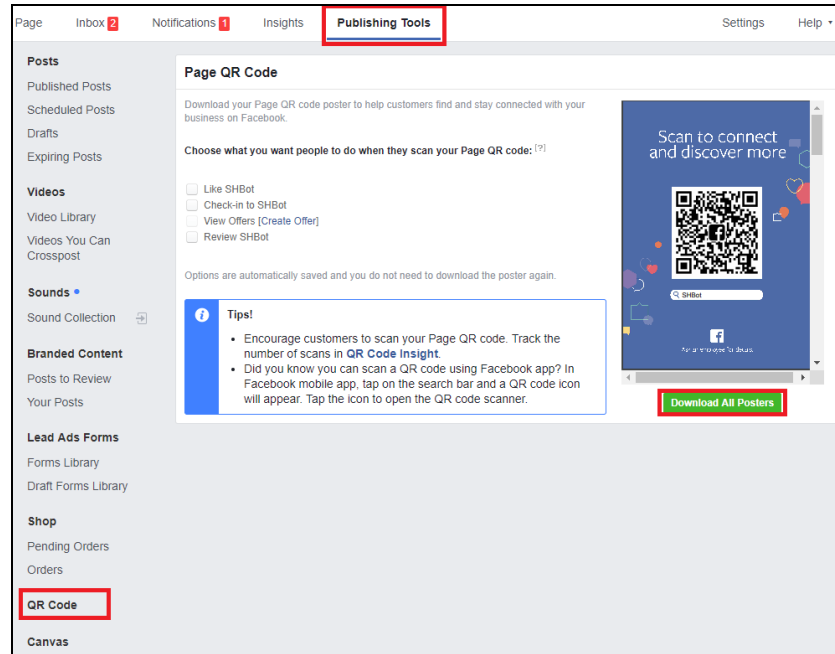 Page Inbox 2 Notifications 1 Insights Publishing Tools Settings Help
Posts
Published Posts
Scheduled Posts
Drafts
Expiring Posts
Videos
Video Library
Videos You Can
Crosspost
Sounds
Sound Collection
Branded Content
Posts to Review
Your Posts
Lead Ads Forms
Forms Library
Draft Forms Library
Shop
Pending Orders
Orders
QR Code
Canvas
Page QR Code
Download your Page QR code poster to help customers find and stay connected with your
business on Facebook.
Choose what you want people to do when they scan your Page QR code: [?]
Like SHBot
Check-in to SHBot
View Offers [Create Offer]
Review SHBot
Options are automatically saved and you do not need to download the poster again.
Tips!
• Encourage customers to scan your Page QR code. Track the
number of scans in QR Code Insight.
• Did you know you can scan a QR code using Facebook app? In
Facebook mobile app, tap on the search bar and a QR code icon
will appear. Tap the icon to open the QR code scanner.
Scan to connect
and discover more
SHBot
Download All Posters